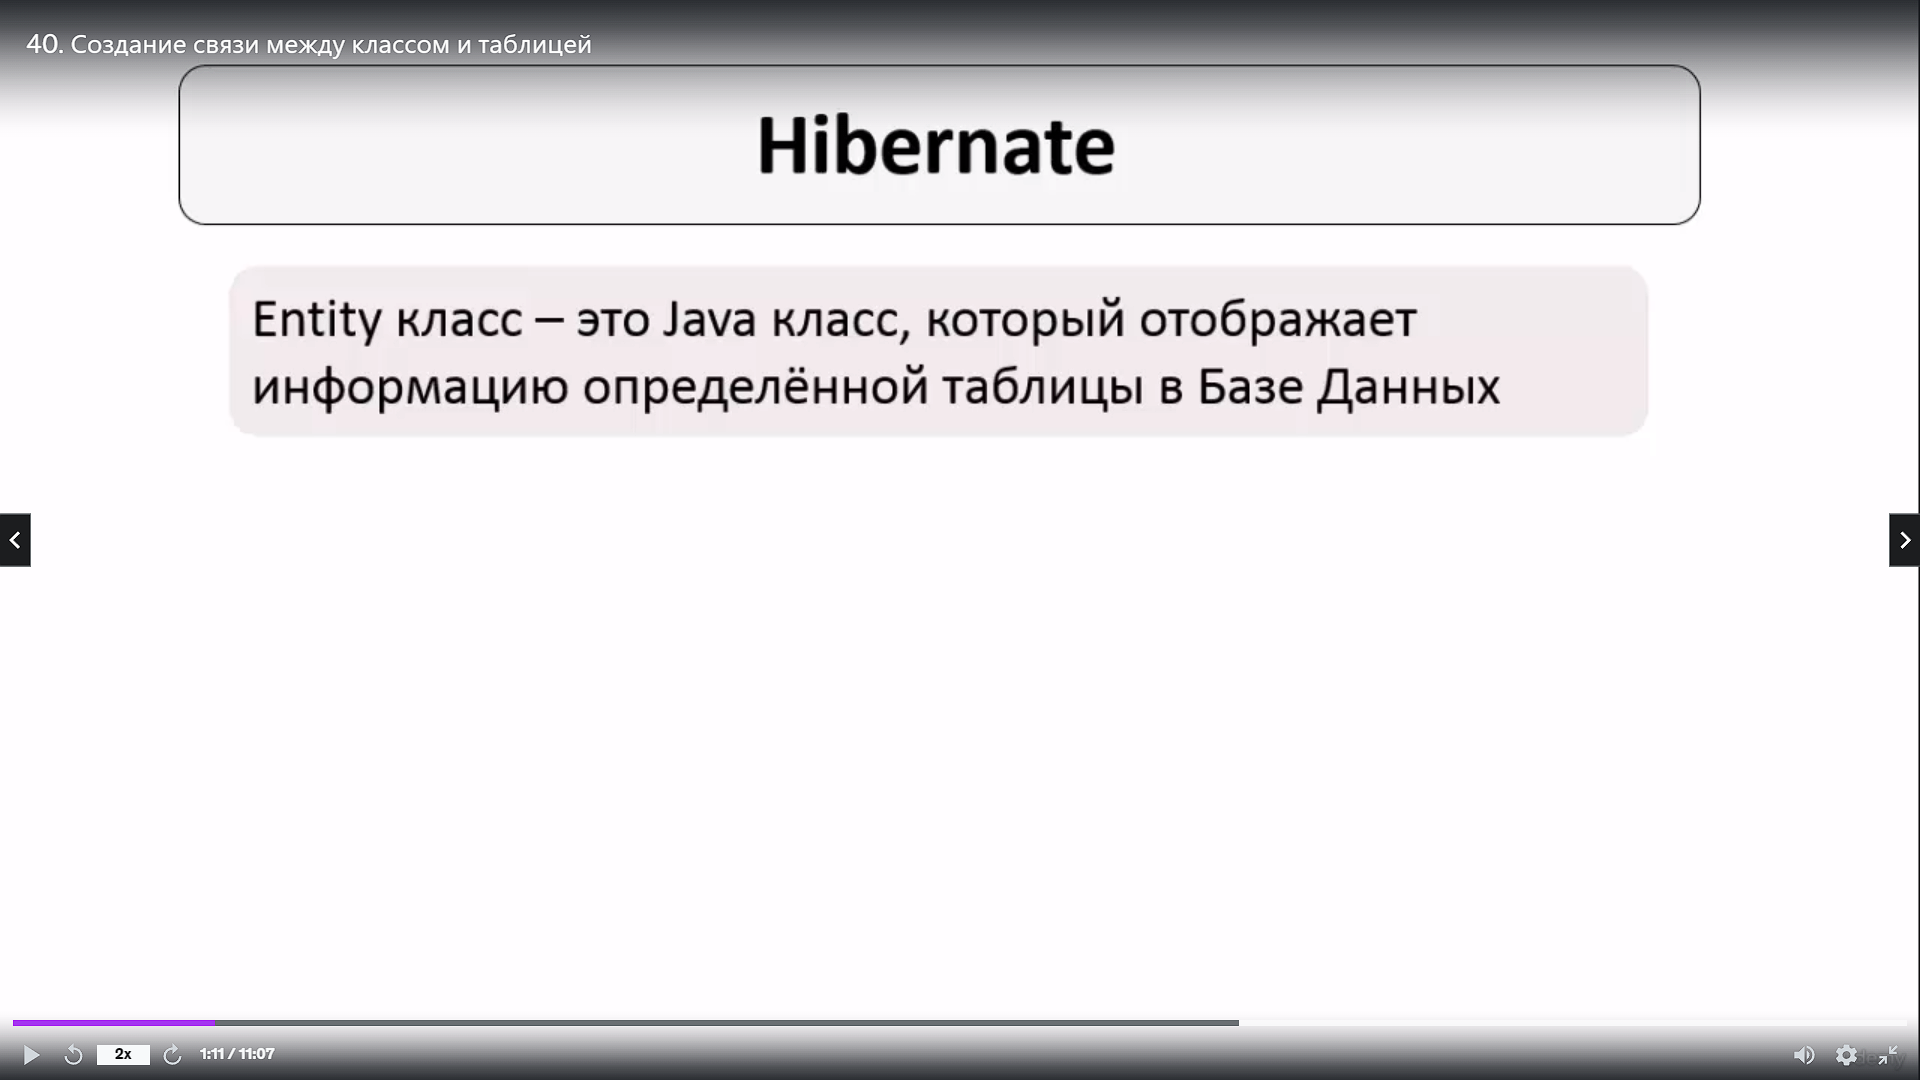 40. Создание связи между классом и таблицей
Hibernate
Entity класс – это Java класс, который отображает
информацию определённой таблицы в Базе Данных
2x
1:11 / 11:07